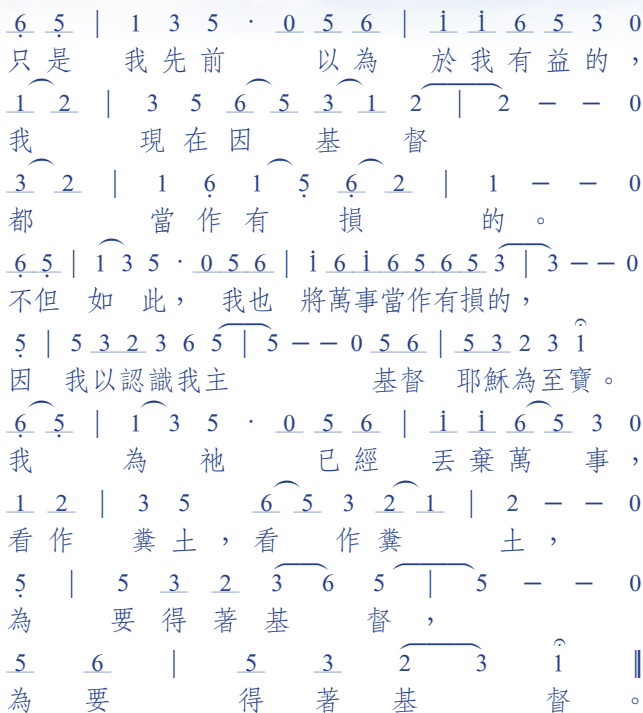 6̣ 5̣ | 1 3 5 · 0 5 6 | i̇ i̇ 6 5 3 0
只是 我先前 以為 於我有益的，
1 2 | 3 5 6 5 3 1 2 | 2 – – 0
我 現在因 基 督
3 2 | 1 6̣ 1 5̣ 6̣ 2 | 1 – – 0
都 當作有 損 的。
6̣ 5̣ | 1 3 5 · 0 5 6 | i̇ 6 i̇ 6 5 6 5 3 | 3 – – 0
不但 如 此， 我也 將萬事當作有損的，
5̣ | 5 3 2 3 6 5 | 5 – – 0 5 6 | 5 3 2 3 i̇
因 我以認識我主 基督 耶穌為至寶。
6̣ 5̣ | 1 3 5 · 0 5 6 | i̇ i̇ 6 5 3 0
我 為 祂 已經 丟棄萬 事，
1 2 | 3 5 6 5 3 2 1 | 2 – – 0
看作 糞土，看 作糞 土，
5̣ | 5 3 2 3 6 5 | 5 – – 0
為 要得著基 督，
5 6 | 5 3 2 3 i̇ ‖
為 要 得 著 基 督。